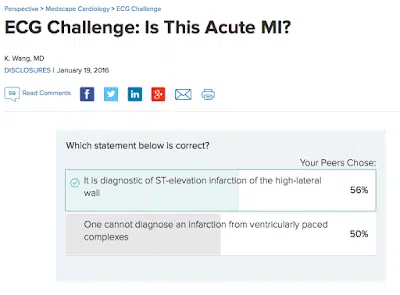 Perspective > Medscape Cardiology > ECG Challenge
ECG Challenge: Is This Acute MI?
K. Wang, MD
DISCLOSURES | January 19, 2016
59 Read Comments
Which statement below is correct?
Your Peers Chose:
It is diagnostic of ST-elevation infarction of the high-lateral
wall
56%
One cannot diagnose an infarction from ventricularly paced
complexes
50%